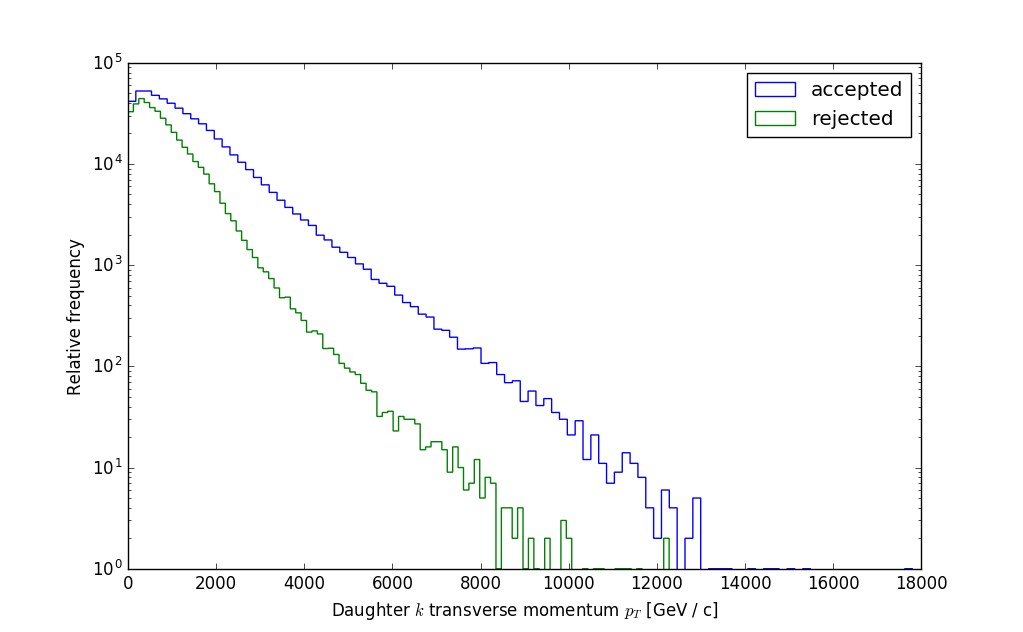 10^5
10^4
10^3
10^2
10^1
10^0
Relative frequency
accepted
rejected
0 2000 4000 6000 8000 10000 12000 14000 16000 18000
Daughter k transverse momentum p_T [GeV / c]